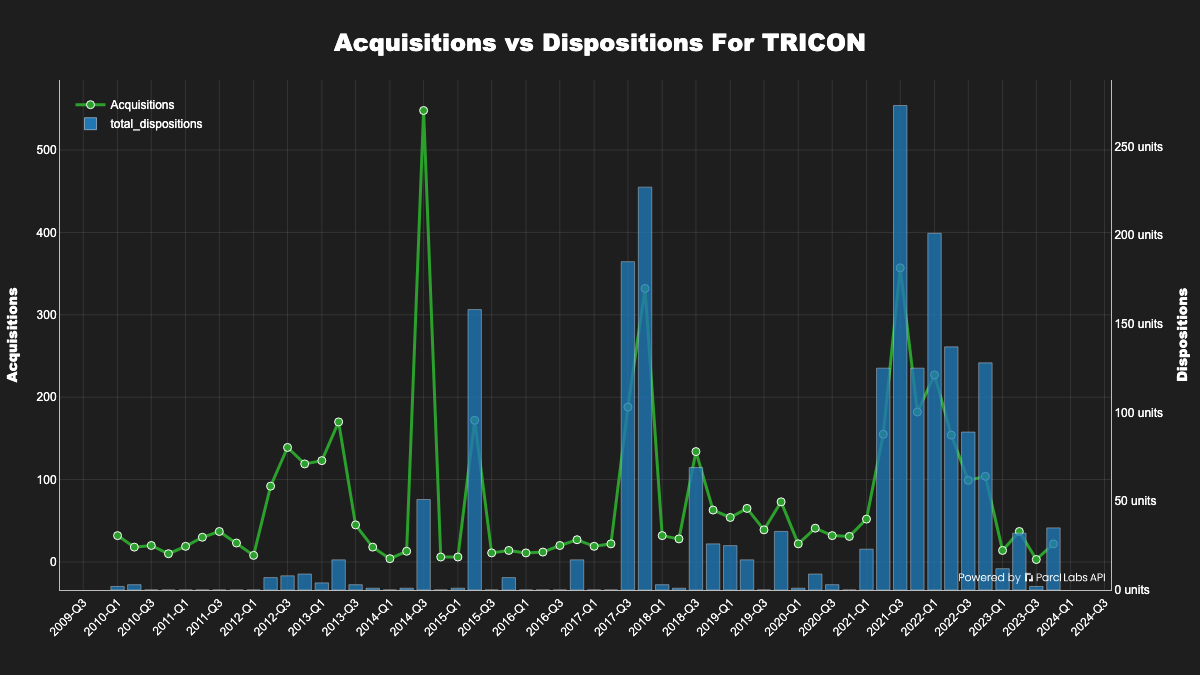 Acquisitions vs Dispositions For TRICON
Acquisitions
total_dispositions
500
400
300
200
100
0
Acquisitions
250 units
200 units
150 units
100 units
50 units
0 units
Dispositions
Powered by Parcl Labs API
2009-Q3
2010-Q1
2010-Q3
2011-Q1
2011-Q3
2012-Q1
2012-Q3
2013-Q1
2013-Q3
2014-Q1
2014-Q3
2015-Q1
2015-Q3
2016-Q1
2016-Q3
2017-Q1
2017-Q3
2018-Q1
2018-Q3
2019-Q1
2019-Q3
2020-Q1
2020-Q3
2021-Q1
2021-Q3
2022-Q1
2022-Q3
2023-Q1
2023-Q3
2024-Q1
2024-Q3